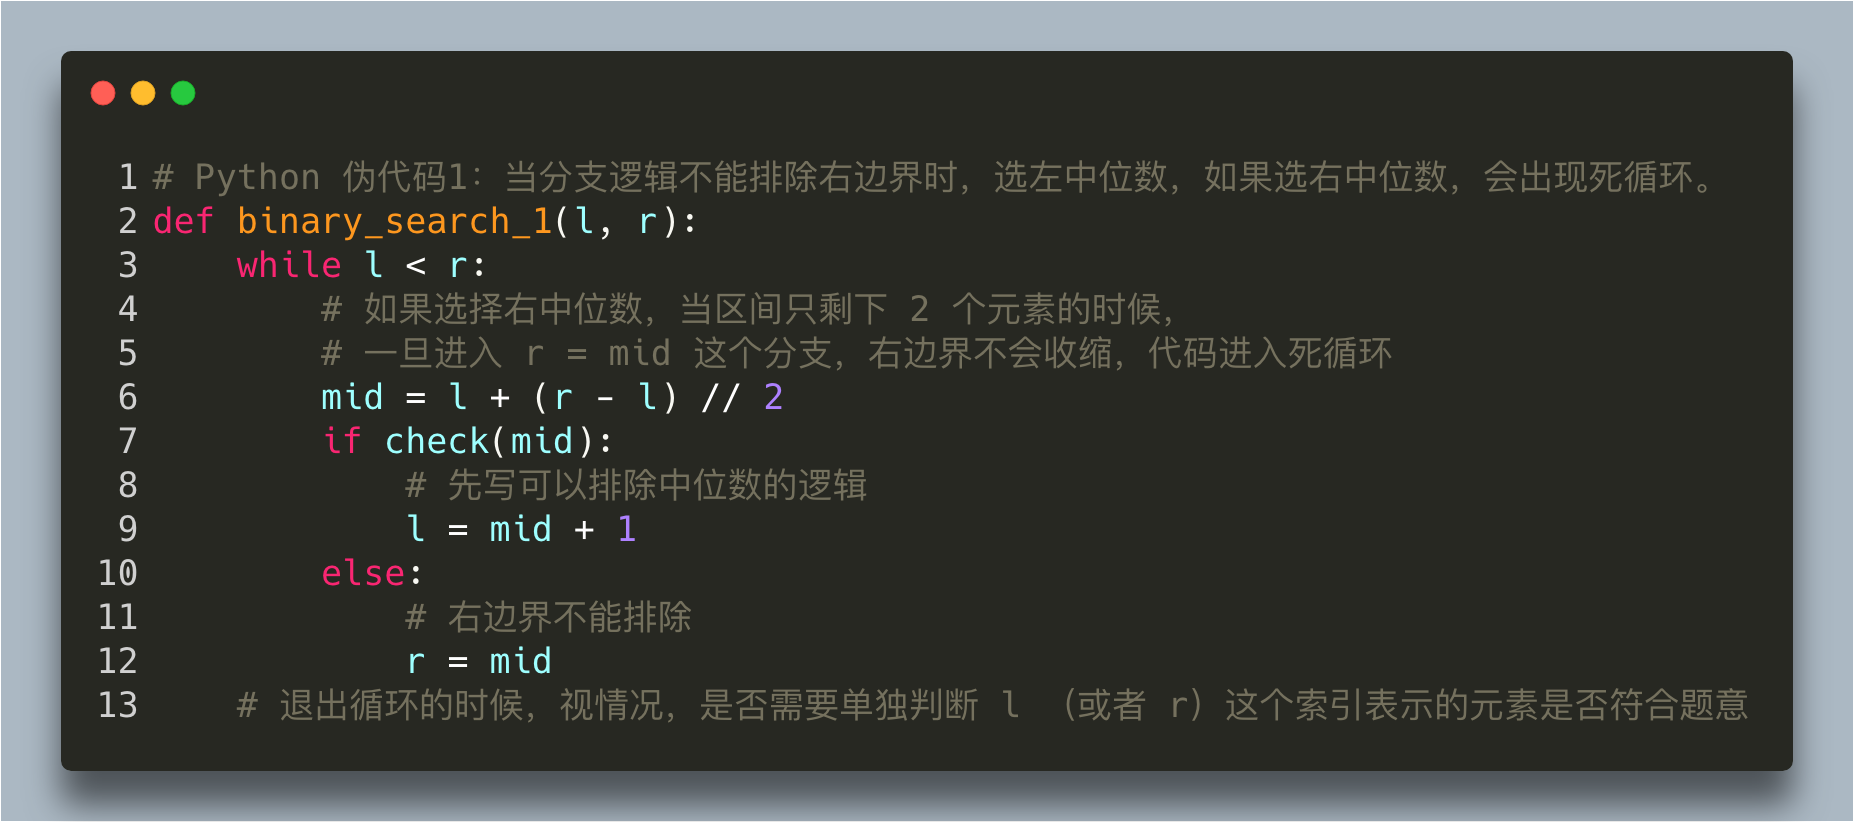 1 # Python 伪代码1：当分支逻辑不能排除右边界时，选左中位数，如果选右中位数，会出现死循环。
2 def binary_search_1(l, r):
3     while l < r:
4         # 如果选择右中位数，当区间只剩下 2 个元素的时候，
5         # 一旦进入 r = mid 这个分支，右边界不会收缩，代码进入死循环
6         mid = l + (r - l) // 2
7         if check(mid):
8             # 先写可以排除中位数的逻辑
9             l = mid + 1
10         else:
11             # 右边界不能排除
12             r = mid
13     # 退出循环的时候，视情况，是否需要单独判断 l （或者 r）这个索引表示的元素是否符合题意